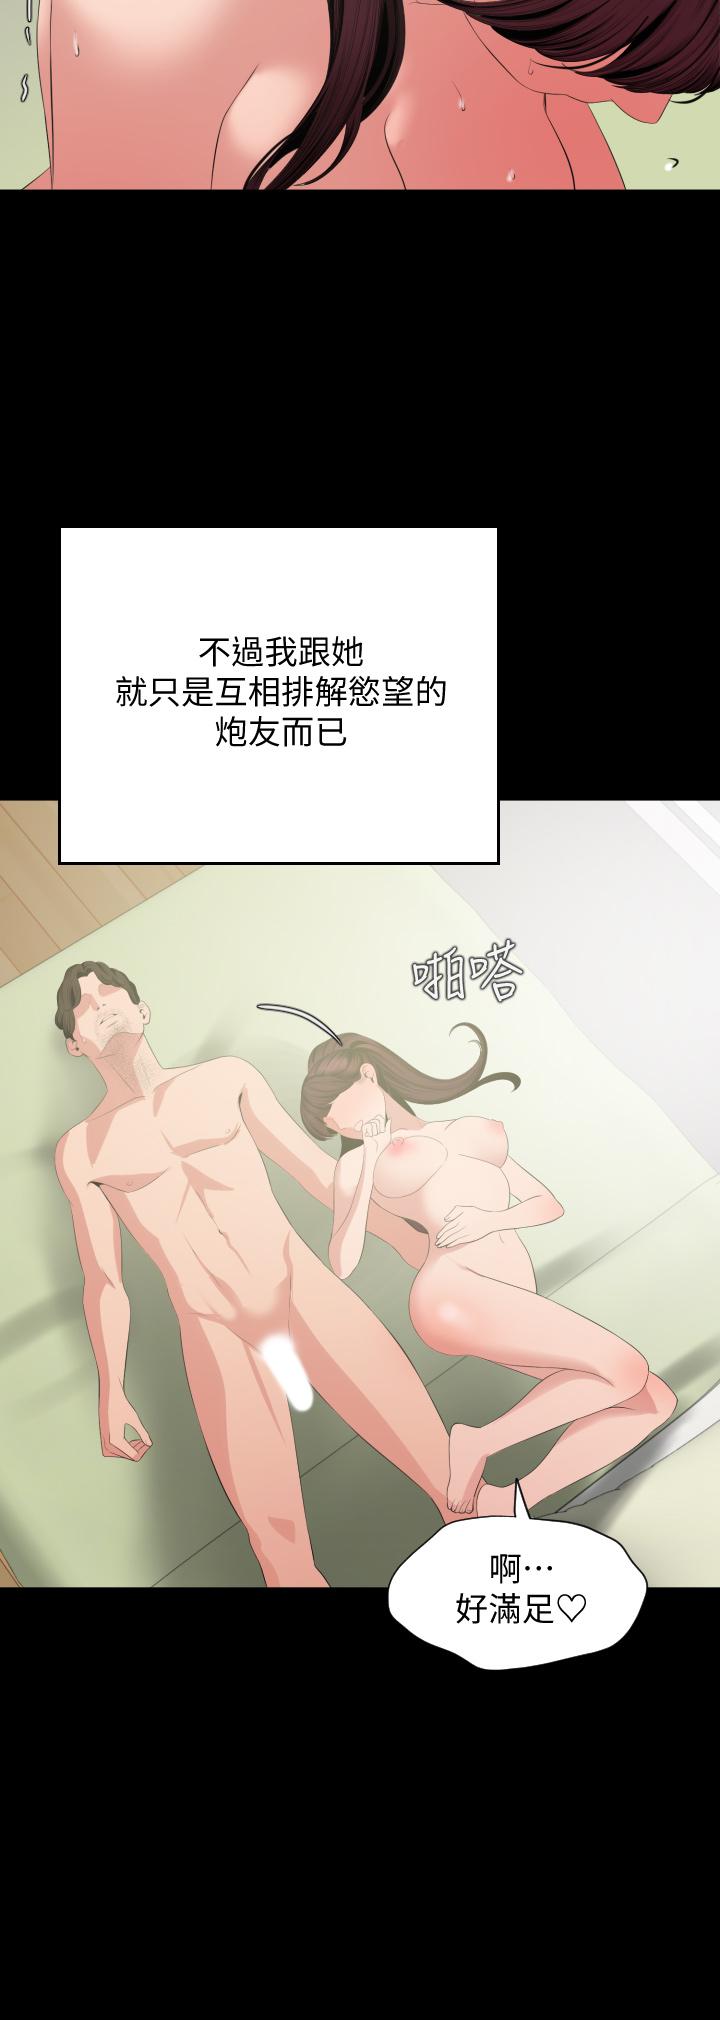 不過我跟她
就只是互相排解慾望的
炮友而已
啪嗒
啊⋯
好滿足♡